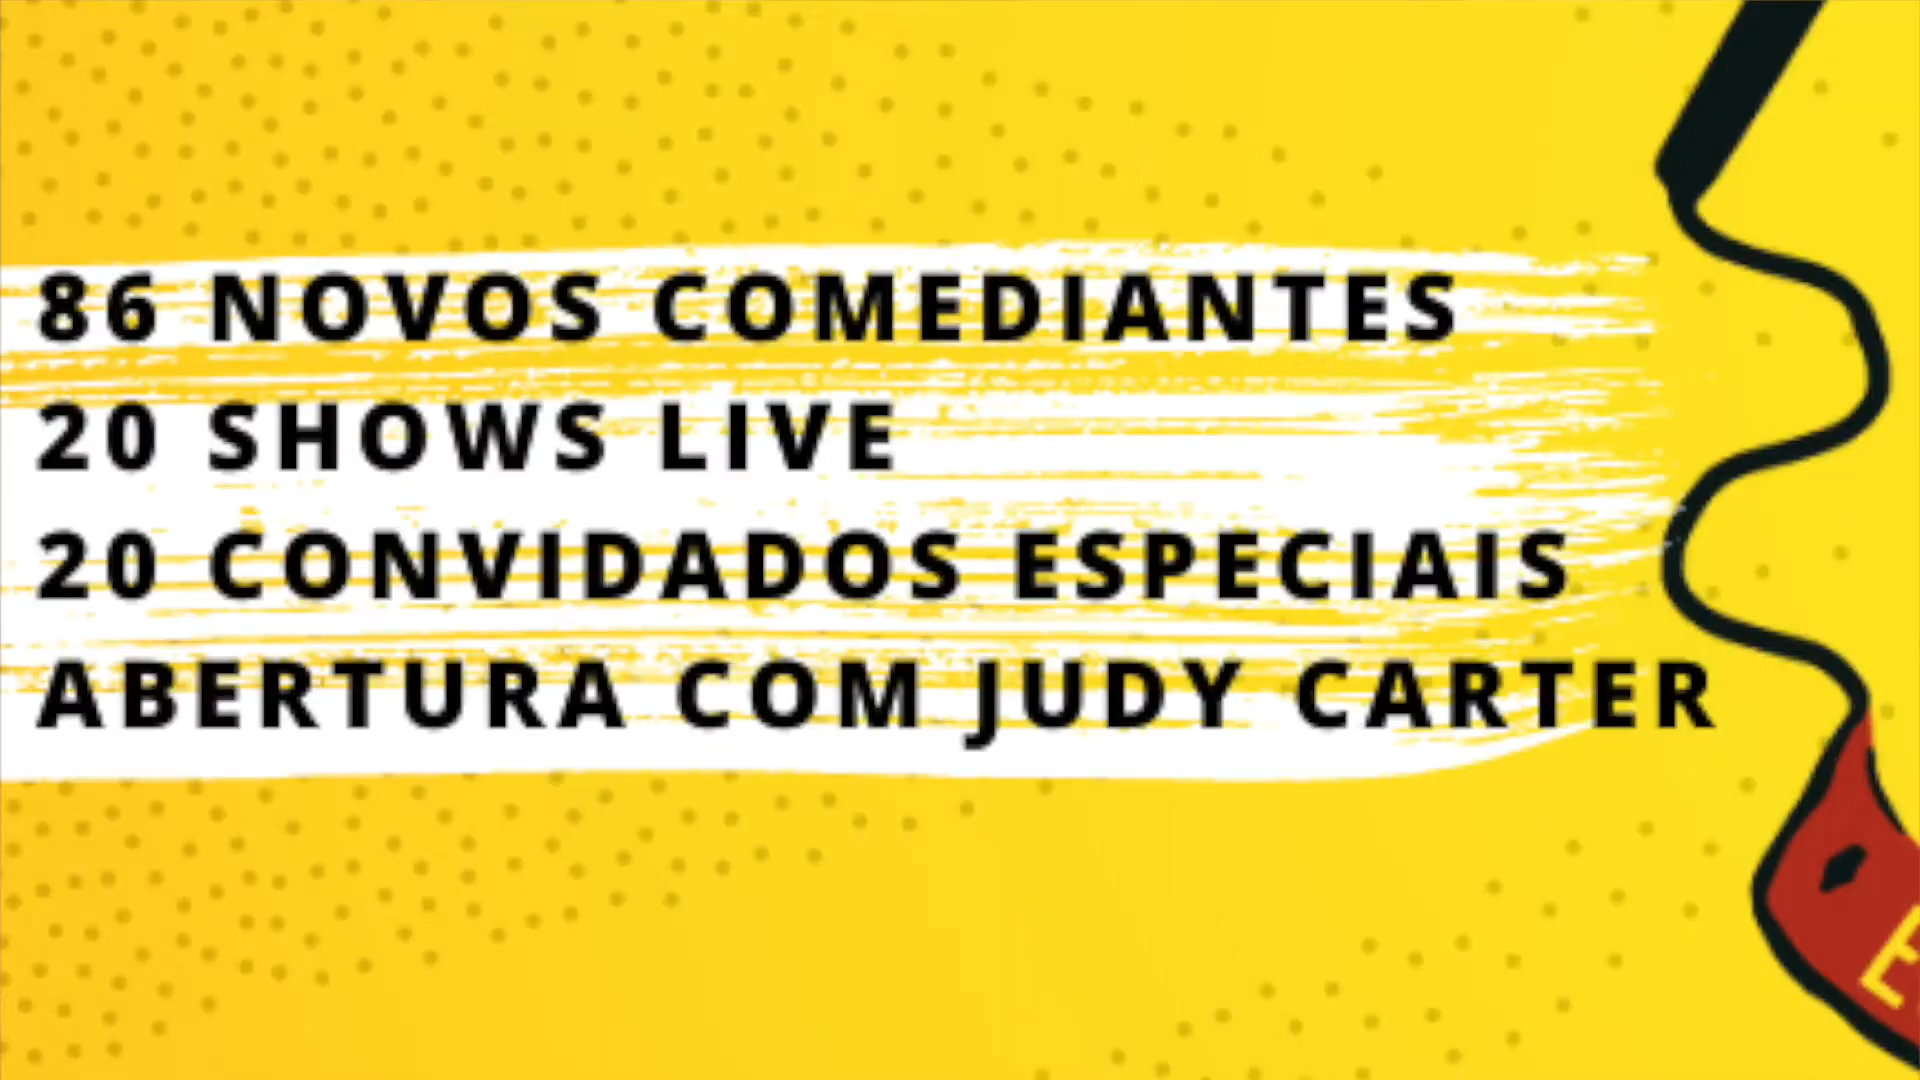 86 NOVOS COMEDIANTES
20 SHOWS LIVE
20 CONVIDADOS ESPECIAIS
ABERTURA COM JUDY CARTER